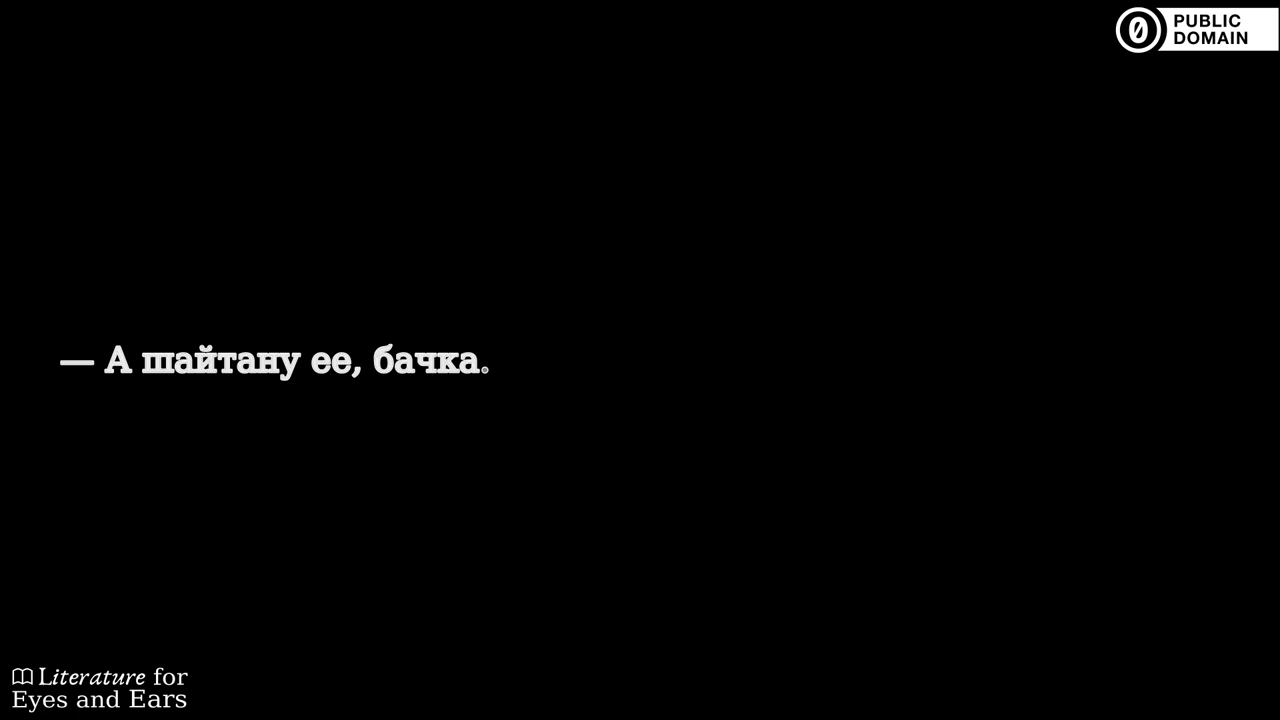 PUBLIC
DOMAIN
— А шайтану ее, бачка.
Literature for
Eyes and Ears